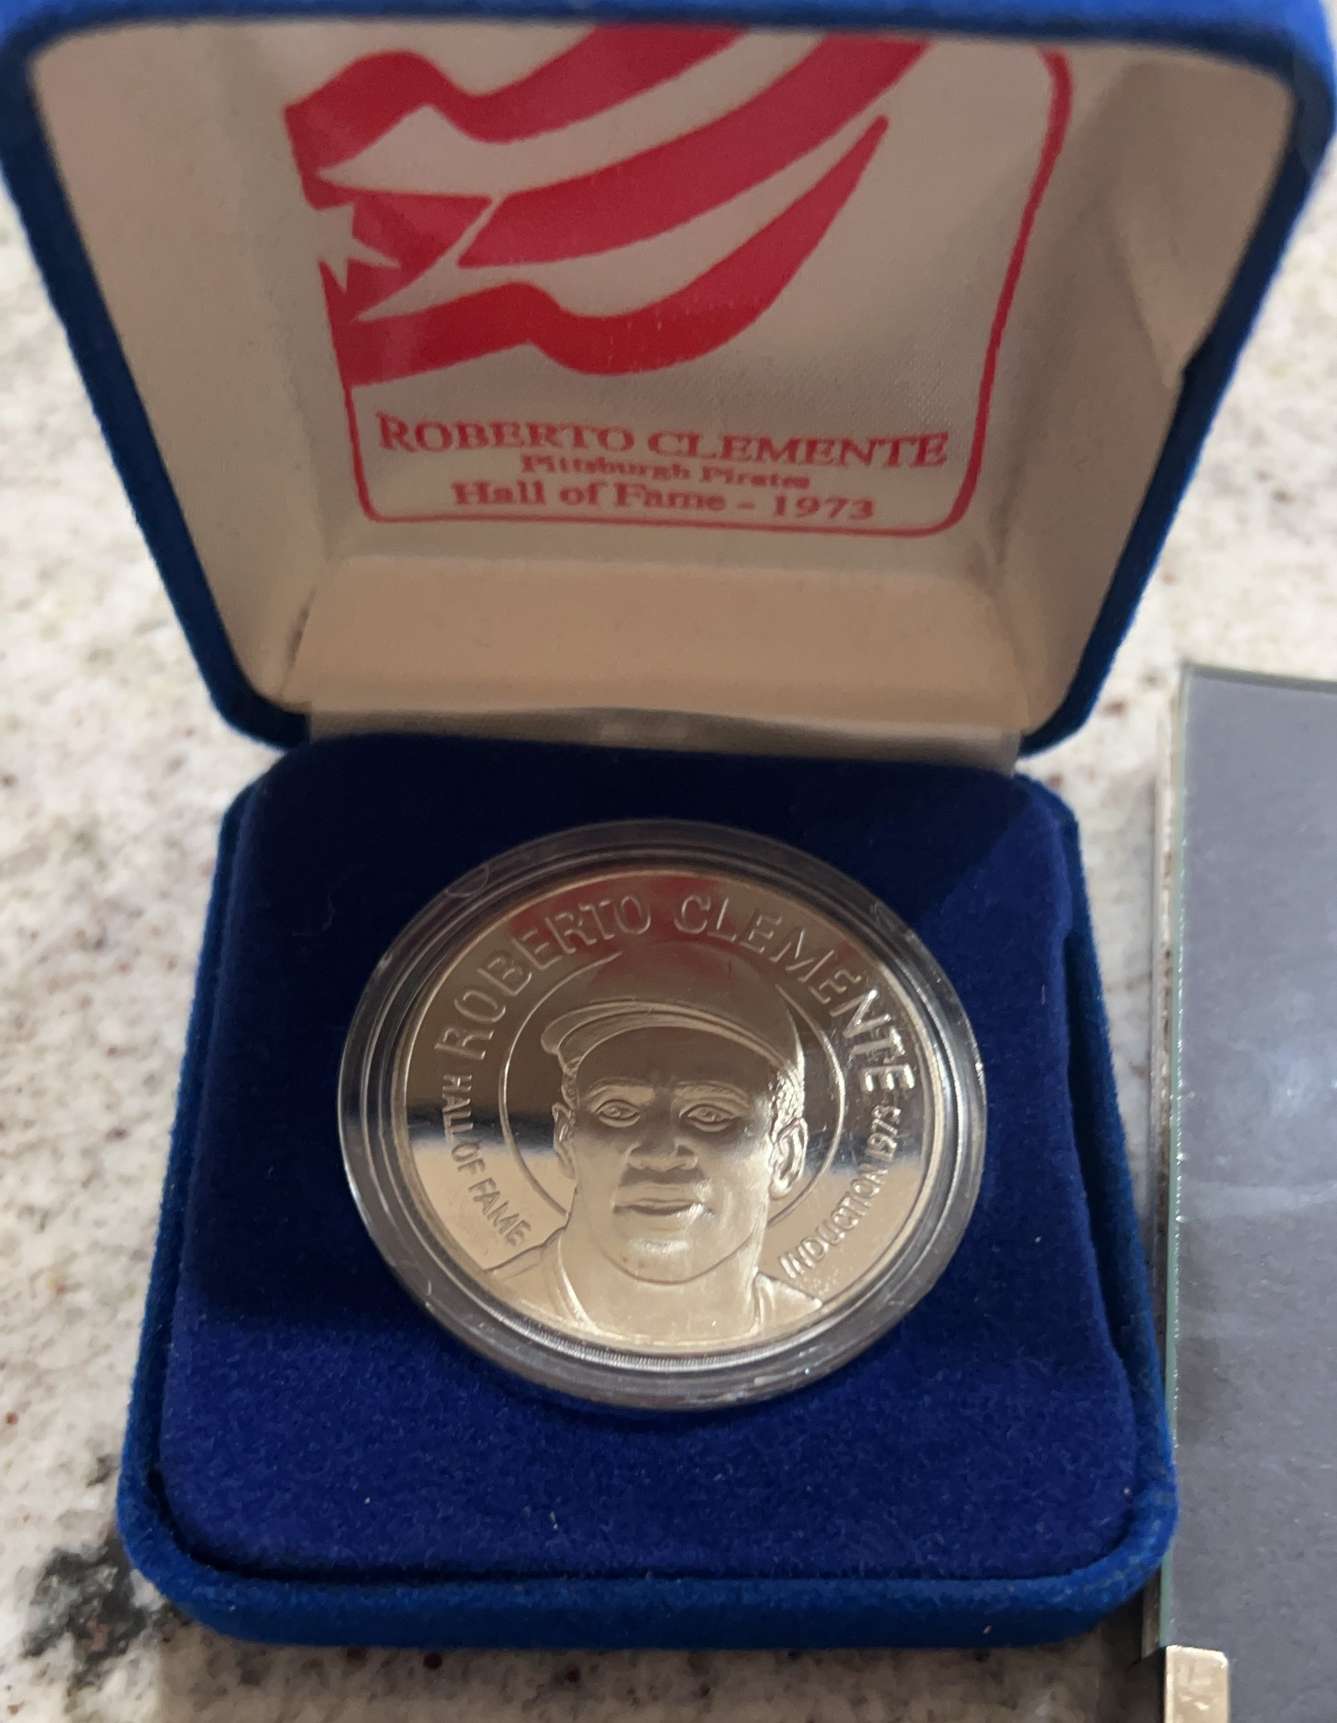 ROBERTO CLEMENTE
Pittsburgh Pirates
Hall of Fame - 1973
ROBERTO CLEMENTE
HALL OF FAME
INDUCTION 1973